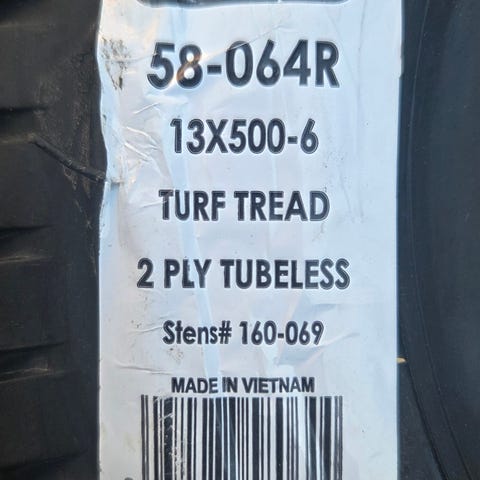 58-064R
13X500-6
TURF TREAD
2 PLY TUBELESS
Stens# 160-069
MADE IN VIETNAM